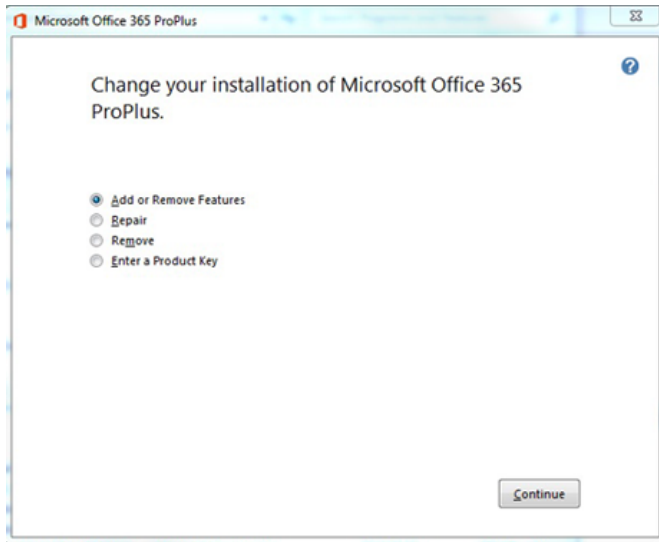 Microsoft Office 365 ProPlus
Change your installation of Microsoft Office 365
ProPlus.
Add or Remove Features
Repair
Remove
Enter a Product Key
Continue